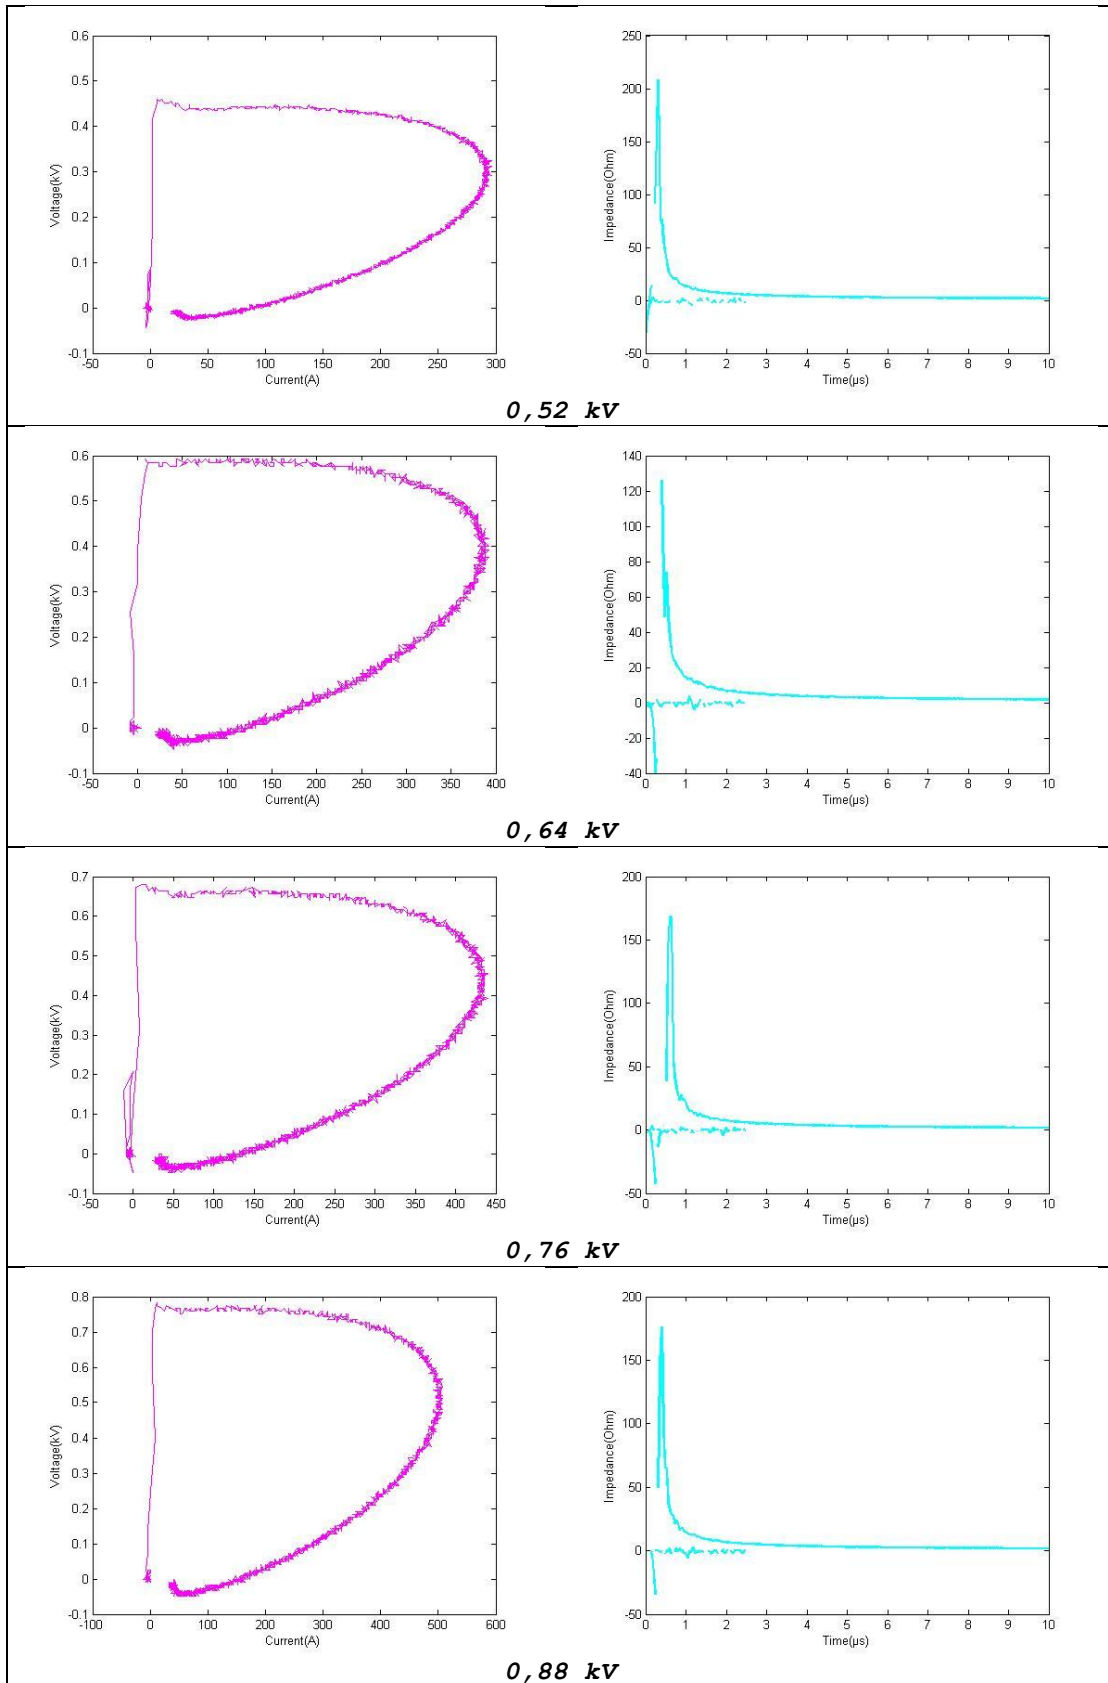 0.6
0.5
0.4
0.3
0.2
0.1
0
-0.1
-50 0 50 100 150 200 250 300
Voltage(kV)
Current(A)
250
200
150
100
50
0
-50
0 1 2 3 4 5 6 7 8 9 10
Impedance(Ohm)
Time(µs)
0,52 kV
0.6
0.5
0.4
0.3
0.2
0.1
0
-0.1
-50 0 50 100 150 200 250 300 350 400
Voltage(kV)
Current(A)
140
120
100
80
60
40
20
0
-20
-40
0 1 2 3 4 5 6 7 8 9 10
Impedance(Ohm)
Time(µs)
0,64 kV
0.7
0.6
0.5
0.4
0.3
0.2
0.1
0
-0.1
-50 0 50 100 150 200 250 300 350 400 450
Voltage(kV)
Current(A)
200
150
100
50
0
-50
0 1 2 3 4 5 6 7 8 9 10
Impedance(Ohm)
Time(µs)
0,76 kV
0.8
0.7
0.6
0.5
0.4
0.3
0.2
0.1
0
-0.1
-100 0 100 200 300 400 500 600
Voltage(kV)
Current(A)
200
150
100
50
0
-50
0 1 2 3 4 5 6 7 8 9 10
Impedance(Ohm)
Time(µs)
0,88 kV